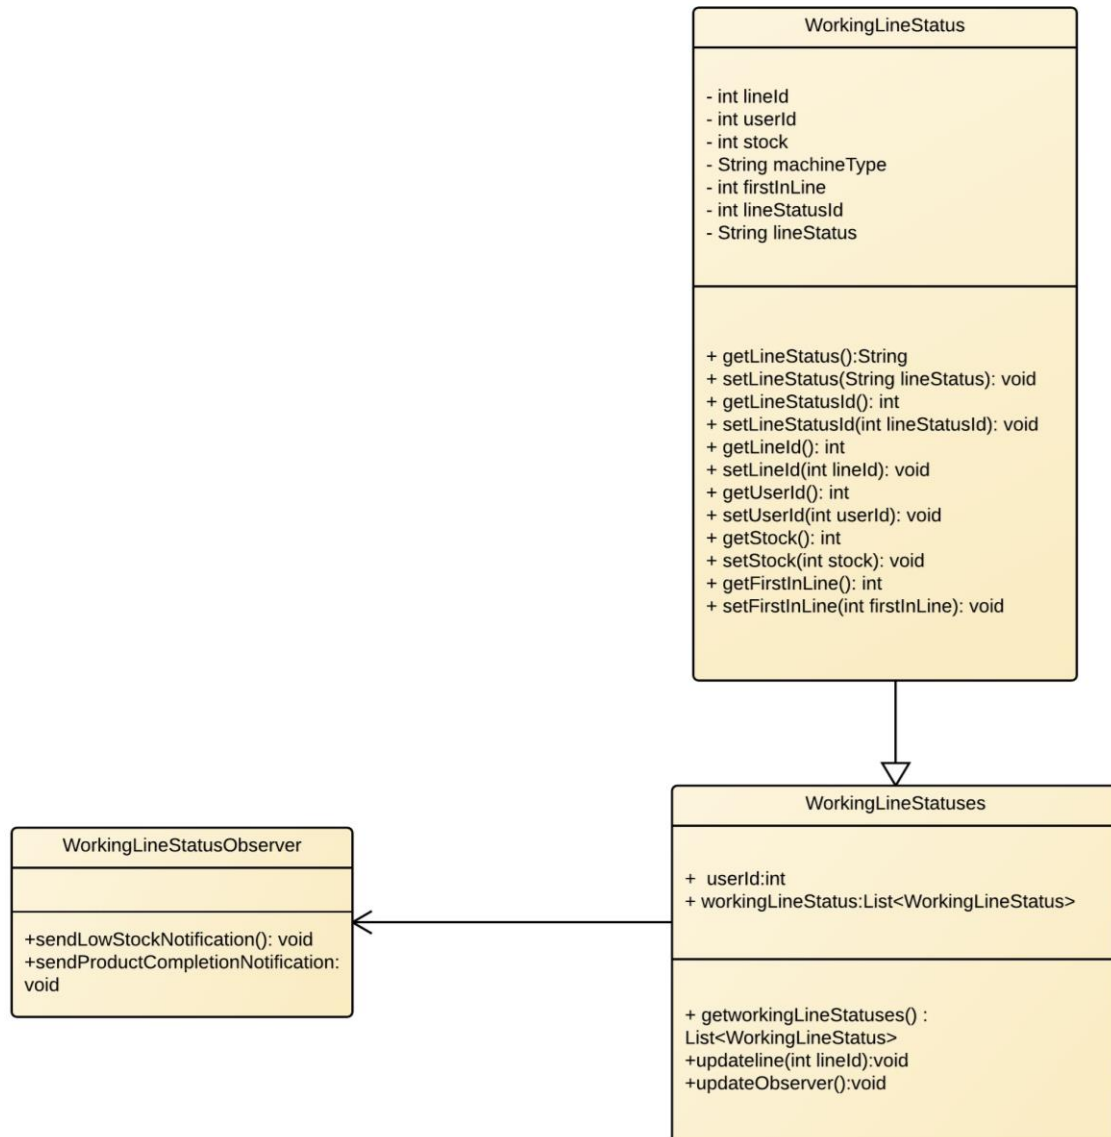 WorkingLineStatus
- int lineId
- int userId
- int stock
- String machineType
- int firstInLine
- int lineStatusId
- String lineStatus
+ getLineStatus():String
+ setLineStatus(String lineStatus): void
+ getLineStatusId(): int
+ setLineStatusId(int lineStatusId): void
+ getLineId(): int
+ setLineId(int lineId): void
+ getUserId(): int
+ setUserId(int userId): void
+ getStock(): int
+ setStock(int stock): void
+ getFirstInLine(): int
+ setFirstInLine(int firstInLine): void
WorkingLineStatusObserver
+sendLowStockNotification(): void
+sendProductCompletionNotification:
void
WorkingLineStatuses
+ userId:int
+ workingLineStatus:List<WorkingLineStatus>
+ getworkingLineStatuses() :
List<WorkingLineStatus>
+updateline(int lineId):void
+updateObserver():void